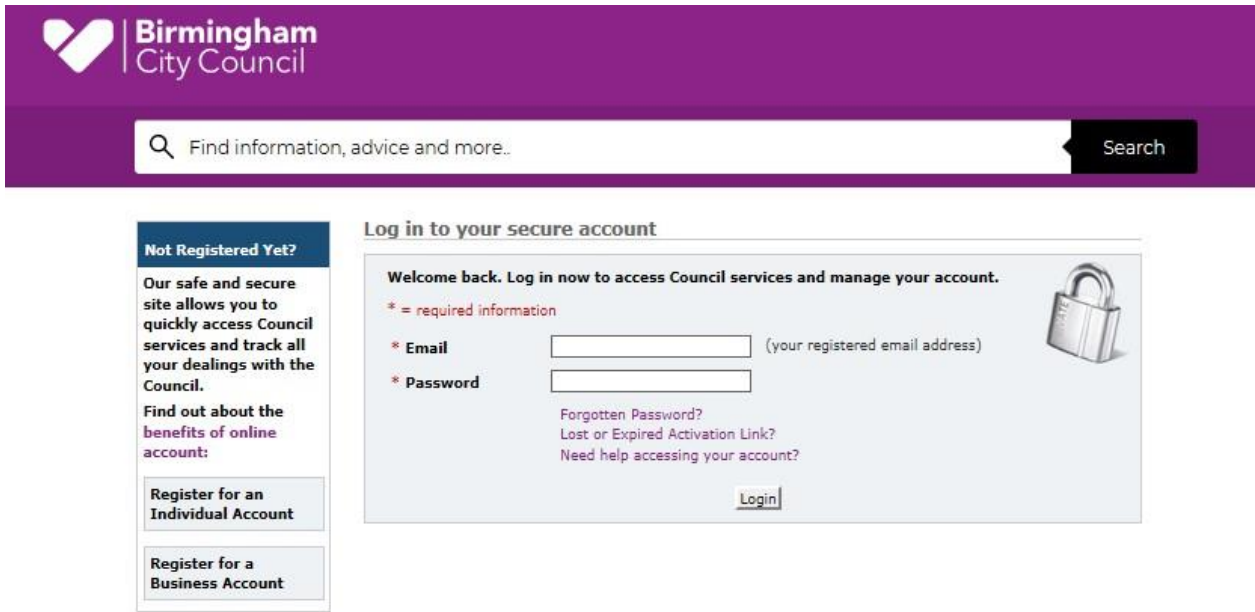 Birmingham
City Council
Find information, advice and more..
Search
Not Registered Yet?
Our safe and secure
site allows you to
quickly access Council
services and track all
your dealings with the
Council.
Find out about the
benefits of online
account:
Register for an
Individual Account
Register for a
Business Account
Log in to your secure account
Welcome back. Log in now to access Council services and manage your account.
* = required information
* Email (your registered email address)
* Password
Forgotten Password?
Lost or Expired Activation Link?
Need help accessing your account?
Login